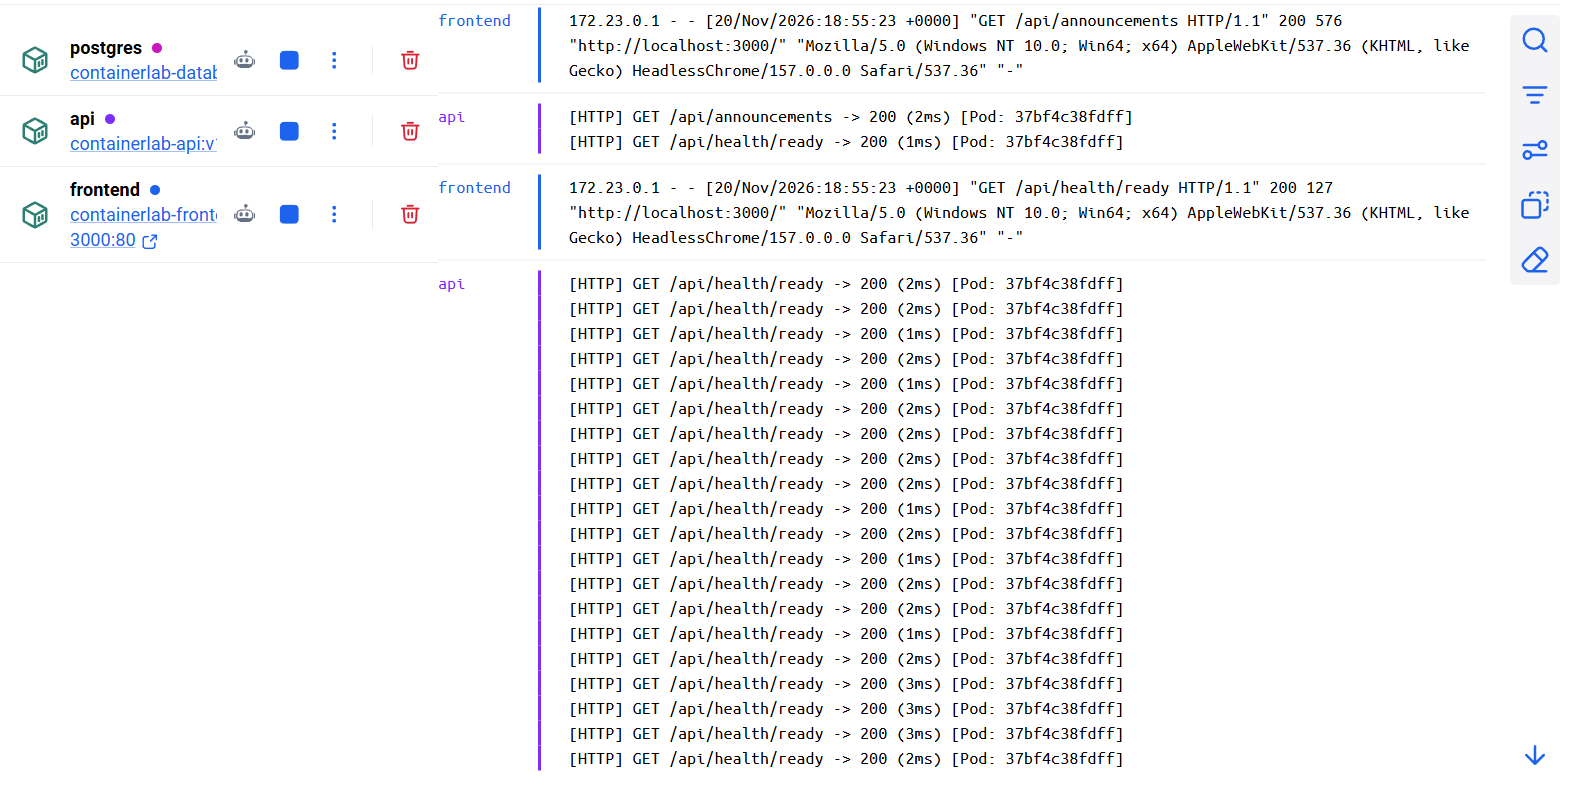 postgres
containerlab-datab
api
containerlab-api:v
frontend
containerlab-front
3000:80
frontend
172.23.0.1 - - [20/Nov/2026:18:55:23 +0000] "GET /api/announcements HTTP/1.1" 200 576
"http://localhost:3000/" "Mozilla/5.0 (Windows NT 10.0; Win64; x64) AppleWebKit/537.36 (KHTML, like
Gecko) HeadlessChrome/157.0.0.0 Safari/537.36" "-"
api
[HTTP] GET /api/announcements -> 200 (2ms) [Pod: 37bf4c38fdff]
[HTTP] GET /api/health/ready -> 200 (1ms) [Pod: 37bf4c38fdff]
frontend
172.23.0.1 - - [20/Nov/2026:18:55:23 +0000] "GET /api/health/ready HTTP/1.1" 200 127
"http://localhost:3000/" "Mozilla/5.0 (Windows NT 10.0; Win64; x64) AppleWebKit/537.36 (KHTML, like
Gecko) HeadlessChrome/157.0.0.0 Safari/537.36" "-"
api
[HTTP] GET /api/health/ready -> 200 (2ms) [Pod: 37bf4c38fdff]
[HTTP] GET /api/health/ready -> 200 (2ms) [Pod: 37bf4c38fdff]
[HTTP] GET /api/health/ready -> 200 (1ms) [Pod: 37bf4c38fdff]
[HTTP] GET /api/health/ready -> 200 (2ms) [Pod: 37bf4c38fdff]
[HTTP] GET /api/health/ready -> 200 (1ms) [Pod: 37bf4c38fdff]
[HTTP] GET /api/health/ready -> 200 (2ms) [Pod: 37bf4c38fdff]
[HTTP] GET /api/health/ready -> 200 (2ms) [Pod: 37bf4c38fdff]
[HTTP] GET /api/health/ready -> 200 (2ms) [Pod: 37bf4c38fdff]
[HTTP] GET /api/health/ready -> 200 (2ms) [Pod: 37bf4c38fdff]
[HTTP] GET /api/health/ready -> 200 (1ms) [Pod: 37bf4c38fdff]
[HTTP] GET /api/health/ready -> 200 (2ms) [Pod: 37bf4c38fdff]
[HTTP] GET /api/health/ready -> 200 (1ms) [Pod: 37bf4c38fdff]
[HTTP] GET /api/health/ready -> 200 (2ms) [Pod: 37bf4c38fdff]
[HTTP] GET /api/health/ready -> 200 (2ms) [Pod: 37bf4c38fdff]
[HTTP] GET /api/health/ready -> 200 (1ms) [Pod: 37bf4c38fdff]
[HTTP] GET /api/health/ready -> 200 (2ms) [Pod: 37bf4c38fdff]
[HTTP] GET /api/health/ready -> 200 (3ms) [Pod: 37bf4c38fdff]
[HTTP] GET /api/health/ready -> 200 (3ms) [Pod: 37bf4c38fdff]
[HTTP] GET /api/health/ready -> 200 (3ms) [Pod: 37bf4c38fdff]
[HTTP] GET /api/health/ready -> 200 (2ms) [Pod: 37bf4c38fdff]